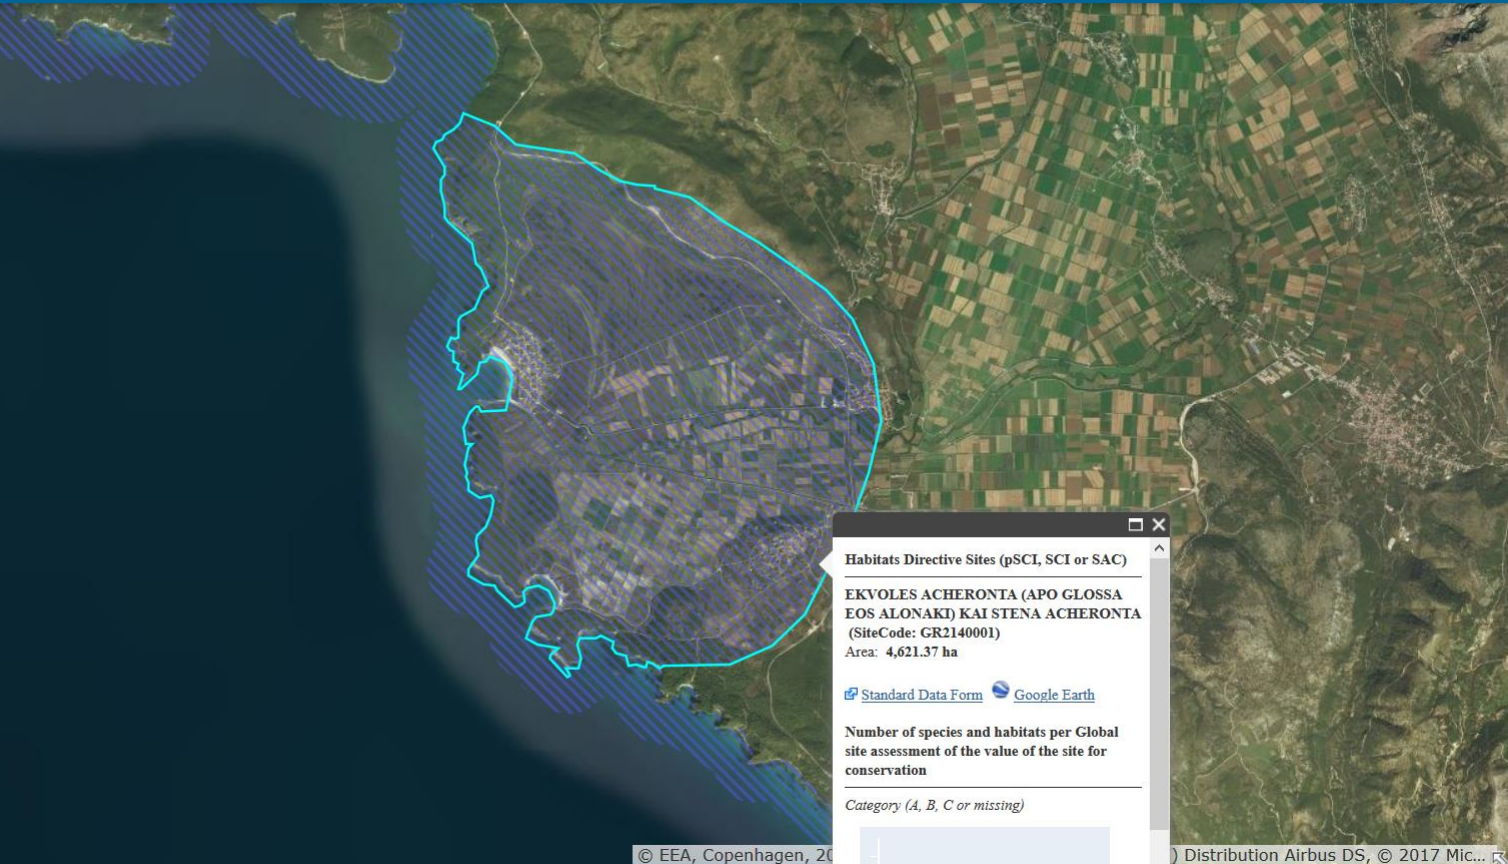 Habitats Directive Sites (pSCI, SCI or SAC)
EKVOLES ACHERONTA (APO GLOSSA
EOS ALONAKI) KAI STENA ACHERONTA
(SiteCode: GR2140001)
Area: 4,621.37 ha
Standard Data Form Google Earth
Number of species and habitats per Global
site assessment of the value of the site for
conservation
Category (A, B, C or missing)
© EEA, Copenhagen, 20 ) Distribution Airbus DS, © 2017 Mic...